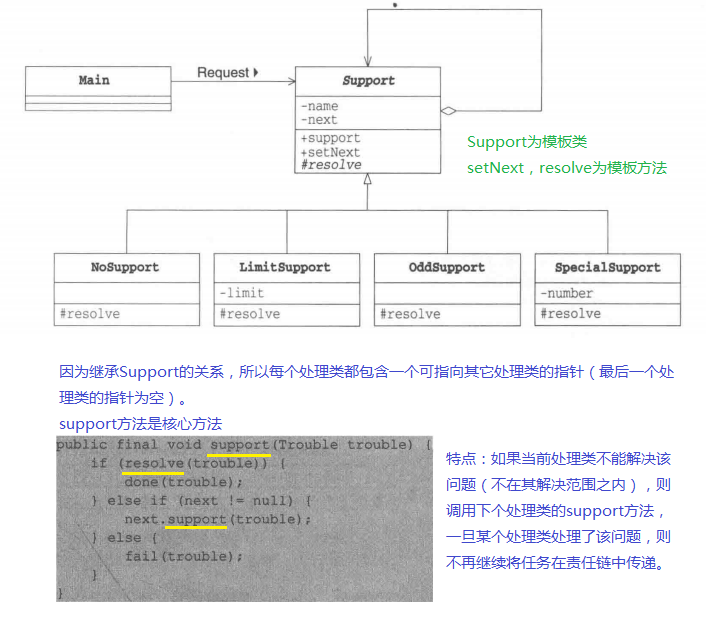 Main
Request
Support
-name
-next
+support
+setNext
#resolve
Support为模板类
setNext，resolve为模板方法
NoSupport
#resolve
LimitSupport
-limit
#resolve
OddSupport
#resolve
SpecialSupport
-number
#resolve
因为继承Support的关系，所以每个处理类都包含一个可指向其它处理类的指针（最后一个处
理类的指针为空）。
support方法是核心方法
public final void support(Trouble trouble) {
if (resolve(trouble)) {
done(trouble);
} else if (next != null) {
next.support(trouble);
} else {
fail(trouble);
}
}
特点：如果当前处理类不能解决该
问题（不在其解决范围之内），则
调用下个处理类的support方法，
一旦某个处理类处理了该问题，则
不再继续将任务在责任链中传递。